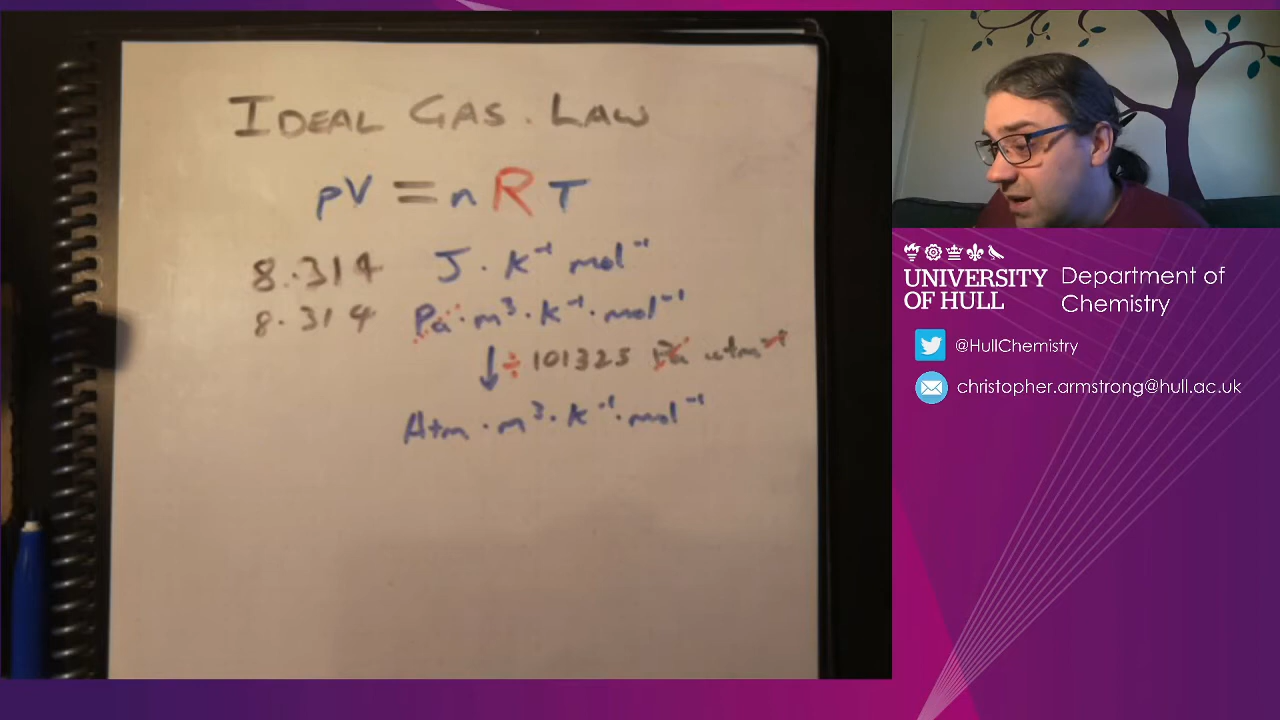 IDEAL GAS. LAW
pV = nRT
8.314 J · K⁻¹ mol⁻¹
8.314 Pa · m³ · K⁻¹ · mol⁻¹
↓ ÷ 101325 Pa atm⁻¹
Atm · m³ · K⁻¹ · mol⁻¹
UNIVERSITY OF HULL
Department of Chemistry
@HullChemistry
christopher.armstrong@hull.ac.uk